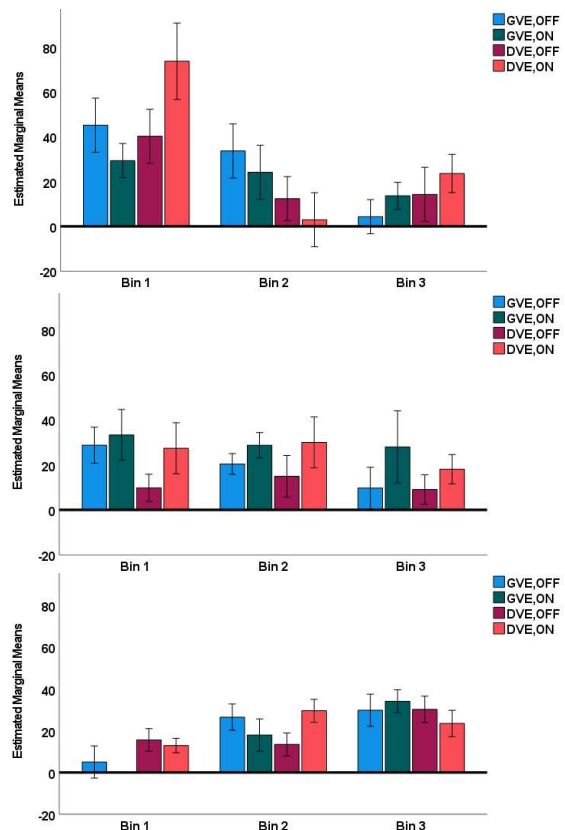 GVE,OFF
GVE,ON
DVE,OFF
DVE,ON
Estimated Marginal Means
80
60
40
20
0
-20
Bin 1 Bin 2 Bin 3
GVE,OFF
GVE,ON
DVE,OFF
DVE,ON
Estimated Marginal Means
80
60
40
20
0
-20
Bin 1 Bin 2 Bin 3
GVE,OFF
GVE,ON
DVE,OFF
DVE,ON
Estimated Marginal Means
80
60
40
20
0
-20
Bin 1 Bin 2 Bin 3